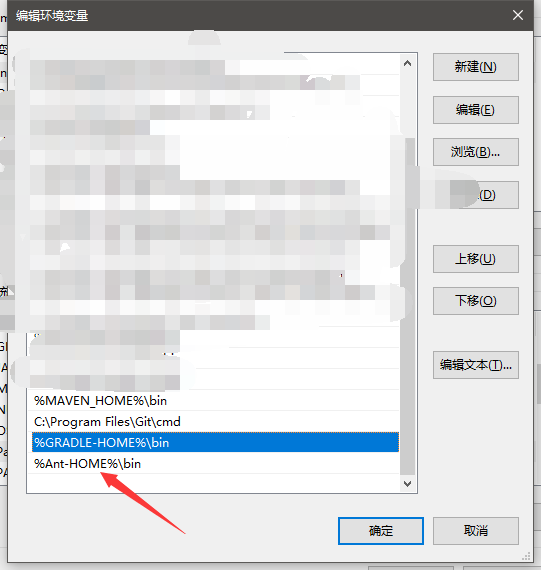 编辑环境变量
新建(N)
编辑(E)
浏览(B)...
(D)
上移(U)
下移(O)
编辑文本(T)...
%MAVEN_HOME%\bin
C:\Program Files\Git\cmd
%GRADLE-HOME%\bin
%Ant-HOME%\bin
确定
取消